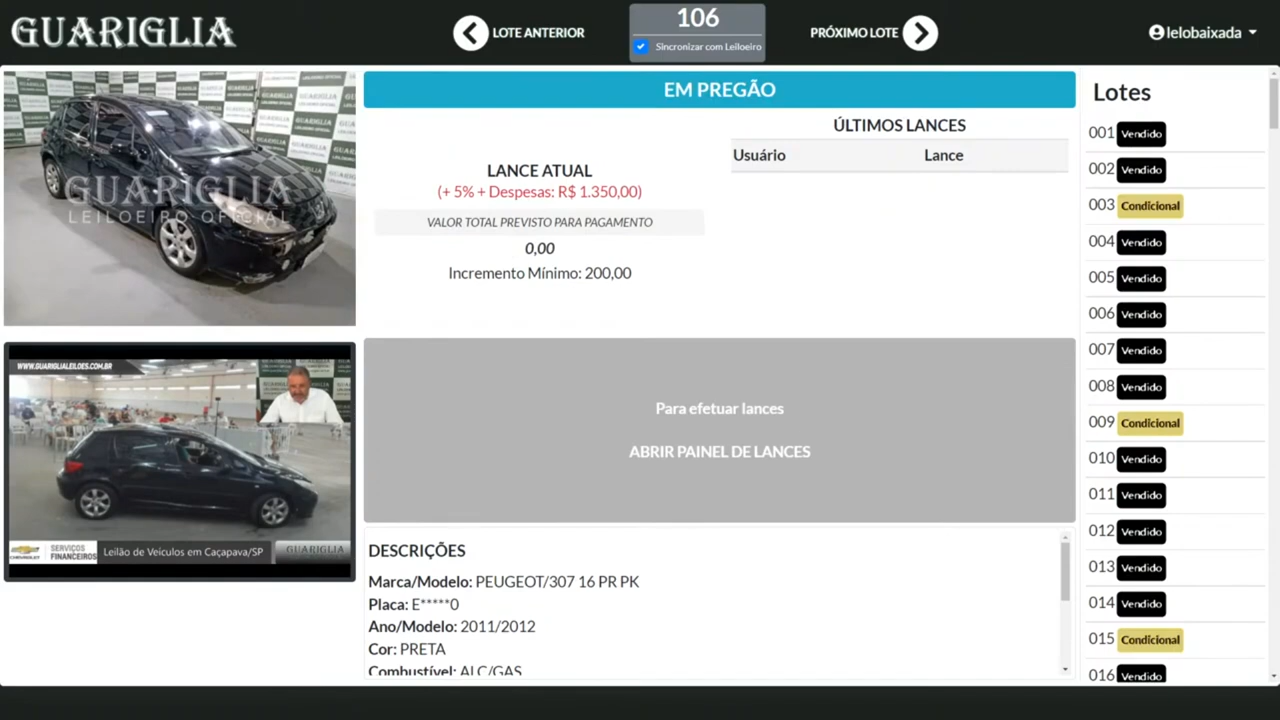 GUARIGLIA
LOTE ANTERIOR
106
Sincronizar com Leiloeiro
PRÓXIMO LOTE
lelobaixada
GUARIGLIA
LEILOEIRO OFICIAL
EM PREGÃO
LANCE ATUAL
(+ 5% + Despesas: R$ 1.350,00)
VALOR TOTAL PREVISTO PARA PAGAMENTO
0,00
Incremento Mínimo: 200,00
ÚLTIMOS LANCES
Usuário Lance
WWW.GUARIGLIALEILOES.COM.BR
CHEVROLET
SERVIÇOS
FINANCEIROS
Leilão de Veículos em Caçapava/SP
GUARIGLIA
Para efetuar lances
ABRIR PAINEL DE LANCES
DESCRIÇÕES
Marca/Modelo: PEUGEOT/307 16 PR PK
Placa: E*****0
Ano/Modelo: 2011/2012
Cor: PRETA
Combustível: ALC/GAS
Lotes
001 Vendido
002 Vendido
003 Condicional
004 Vendido
005 Vendido
006 Vendido
007 Vendido
008 Vendido
009 Condicional
010 Vendido
011 Vendido
012 Vendido
013 Vendido
014 Vendido
015 Condicional
016 Vendido